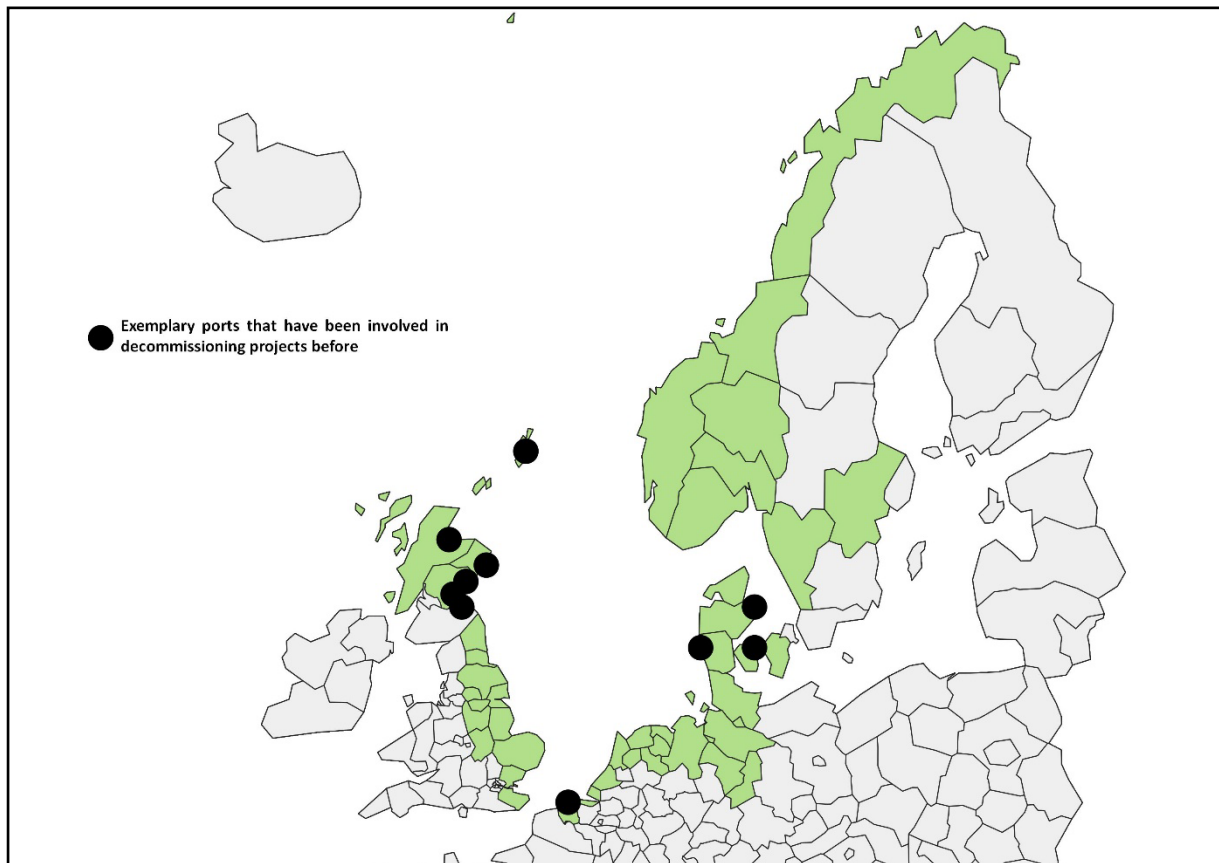 Exemplary ports that have been involved in
decommissioning projects before